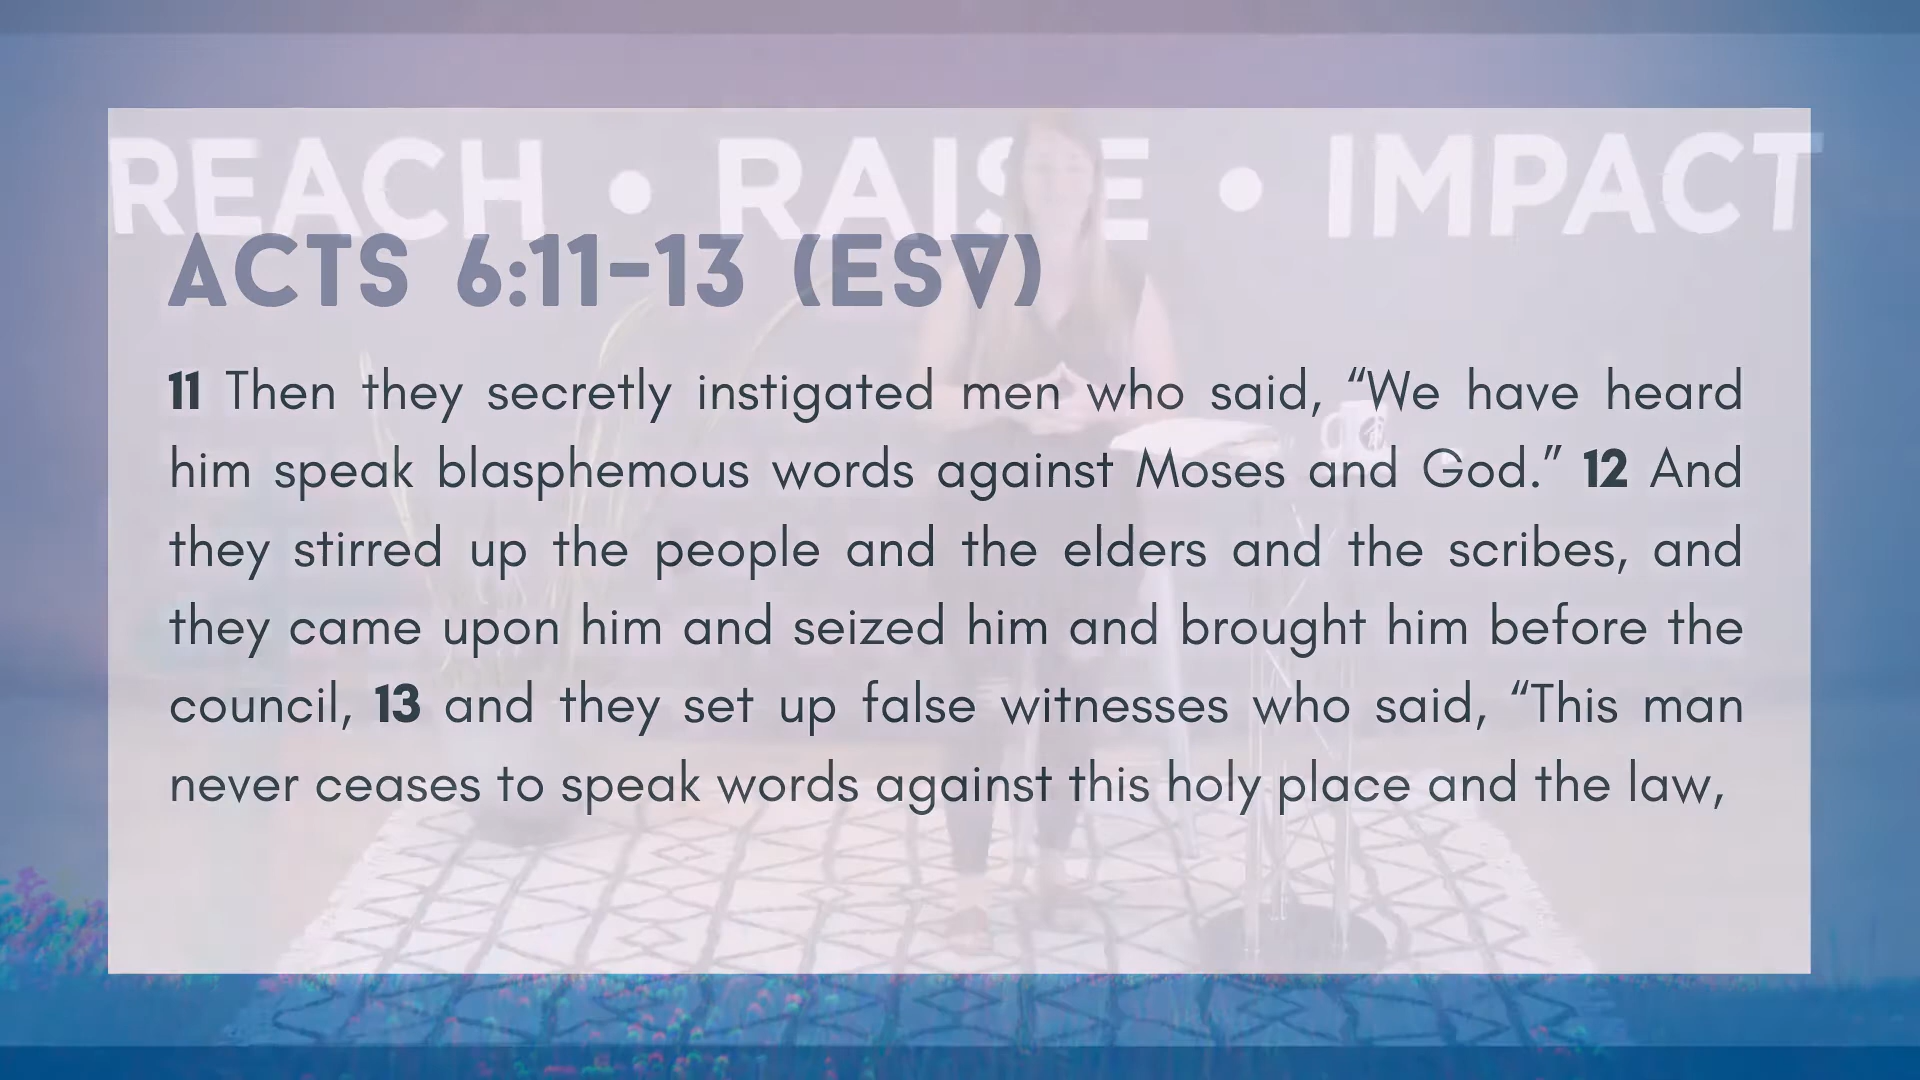 REACH • RAISE • IMPACT
ACTS 6:11-13 (ESV)
11 Then they secretly instigated men who said, “We have heard
him speak blasphemous words against Moses and God.” 12 And
they stirred up the people and the elders and the scribes, and
they came upon him and seized him and brought him before the
council, 13 and they set up false witnesses who said, “This man
never ceases to speak words against this holy place and the law,